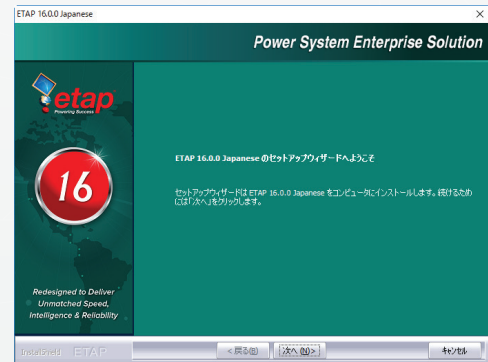 ETAP 16.0.0 Japanese
Power System Enterprise Solution
etap
Powering Success
16
Redesigned to Deliver
Unmatched Speed,
Intelligence & Reliability
ETAP 16.0.0 Japanese のセットアップウィザードへようこそ
セットアップウィザードは ETAP 16.0.0 Japanese をコンピュータにインストールします。続けるため
には「次へ」をクリックします。
InstallShield ETAP
< 戻る(B)
次へ(N)>
キャンセル